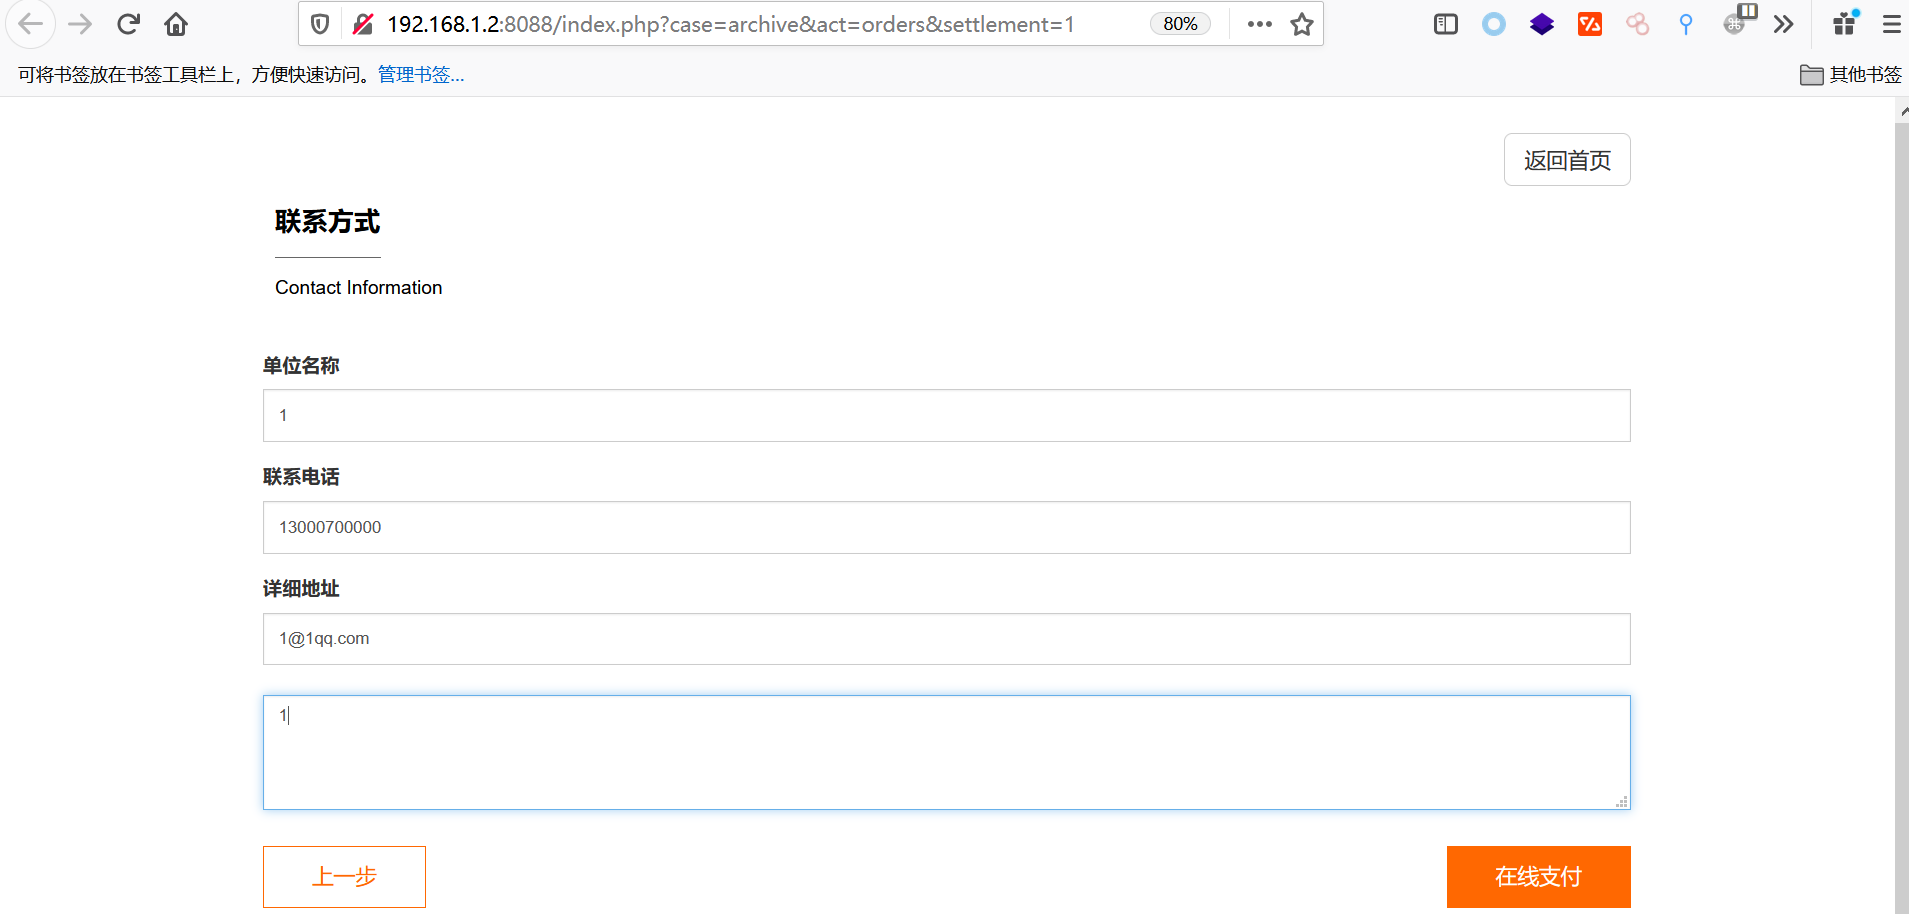 192.168.1.2:8088/index.php?case=archive&act=orders&settlement=1
80%
可将书签放在书签工具栏上，方便快速访问。管理书签...
其他书签
返回首页
联系方式
Contact Information
单位名称
1
联系电话
13000700000
详细地址
1@1qq.com
1
上一步
在线支付